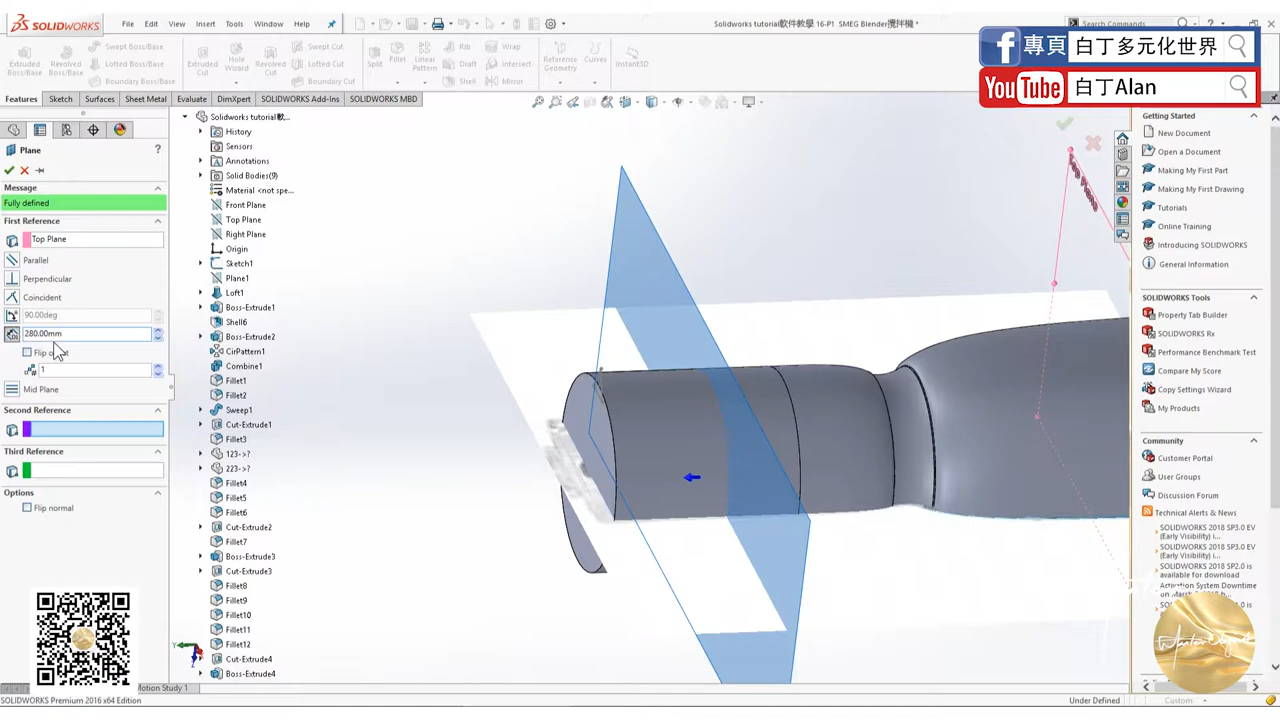 SOLIDWORKS
File Edit View Insert Tools Window Help
Solidworks tutorial軟件教學 16-P1 SMEG Blender攪拌機 *
Search Commands
專頁 白丁多元化世界
YouTube 白丁Alan
Extruded Boss/Base
Revolved Boss/Base
Swept Boss/Base
Lofted Boss/Base
Boundary Boss/Base
Extruded Cut
Hole Wizard
Revolved Cut
Swept Cut
Boundary Cut
Split
Fillet
Linear Pattern
Rib
Draft
Shell
Wrap
Intersect
Mirror
Reference Geometry
Curves
Instant3D
Features Sketch Surfaces Sheet Metal Evaluate DimXpert SOLIDWORKS Add-Ins SOLIDWORKS MBD
Plane
Message
Fully defined
First Reference
Top Plane
Parallel
Perpendicular
Coincident
90.00deg
280.00mm
1
Mid Plane
Second Reference
Third Reference
Options
Flip normal
Solidworks tutorial軟...
History
Sensors
Annotations
Solid Bodies(9)
Material <not spe...
Front Plane
Top Plane
Right Plane
Origin
Sketch1
Plane1
Loft1
Boss-Extrude1
Shell6
Boss-Extrude2
CirPattern1
Combine1
Fillet1
Fillet2
Sweep1
Cut-Extrude1
Fillet3
123->?
223->?
Fillet4
Fillet5
Fillet6
Cut-Extrude2
Fillet7
Boss-Extrude3
Cut-Extrude3
Fillet8
Fillet9
Fillet10
Fillet11
Fillet12
Cut-Extrude4
Boss-Extrude4
Getting Started
New Document
Open a Document
Making My First Part
Making My First Drawing
Tutorials
Online Training
Introducing SOLIDWORKS
General Information
SOLIDWORKS Tools
Property Tab Builder
SOLIDWORKS Rx
Performance Benchmark Test
Compare My Score
Copy Settings Wizard
My Products
Community
Customer Portal
User Groups
Discussion Forum
Technical Alerts & News
SOLIDWORKS 2018 SP3.0 EV
(Early Visibility) i...
SOLIDWORKS 2018 SP3.0 EV
(Early Visibility) i...
SOLIDWORKS 2018 SP2.0 is
available for download
Activation System Downtime
Y
Motion Study 1
SOLIDWORKS Premium 2016 x64 Edition
Under Defined
Custom